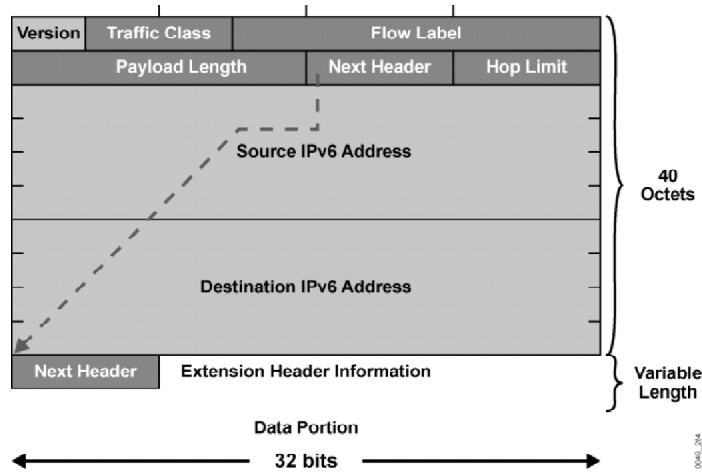 Version Traffic Class Flow Label
Payload Length Next Header Hop Limit
Source IPv6 Address
40
Octets
Destination IPv6 Address
Next Header Extension Header Information
Variable
Length
Data Portion
32 bits